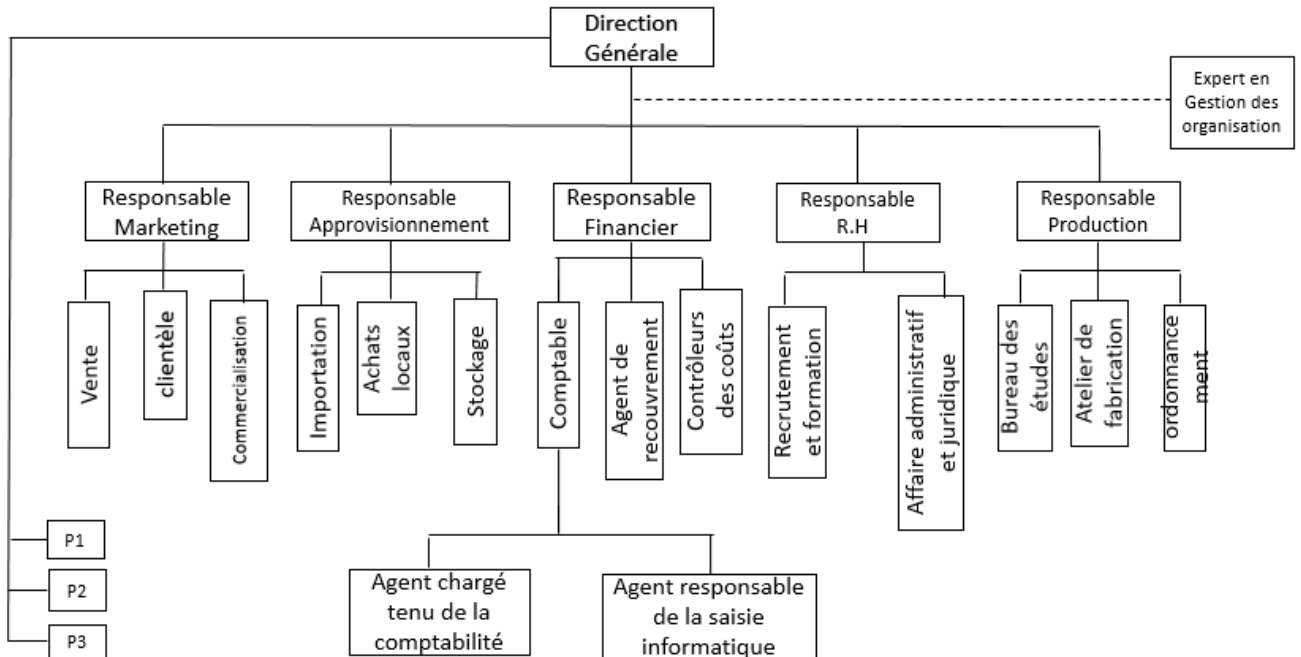 Direction
Générale
Expert en
Gestion des
organisation
Responsable
Marketing
Responsable
Approvisionnement
Responsable
Financier
Responsable
R.H
Responsable
Production
Vente
clientèle
Commercialisation
Importation
Achats
locaux
Stockage
Comptable
Agent de
recouvrement
Contrôleurs
des coûts
Recrutement
et formation
Affaire administratif
et juridique
Bureau des
études
Atelier de
fabrication
ordonnance
ment
P1
P2
P3
Agent chargé
tenu de la
comptabilité
Agent responsable
de la saisie
informatique